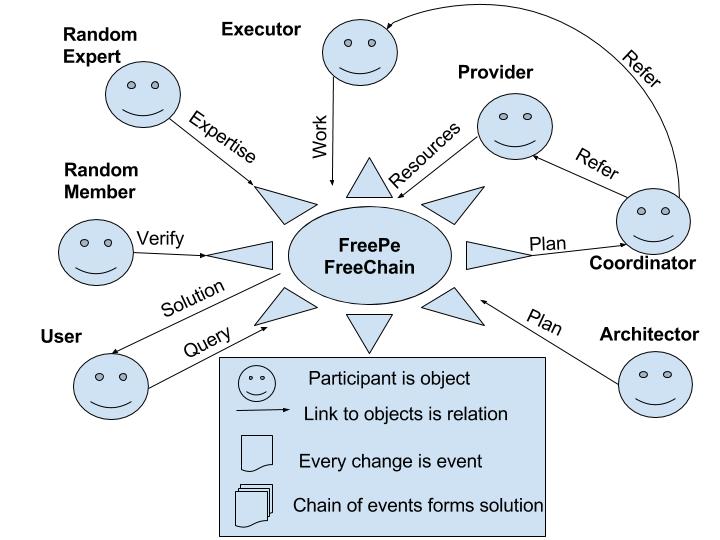 Random
Expert
Executor
Provider
Refer
Expertise
Work
Resources
Refer
Random
Member
Verify
FreePe
FreeChain
Plan
Coordinator
Solution
Query
User
Plan
Architector
Participant is object
Link to objects is relation
Every change is event
Chain of events forms solution